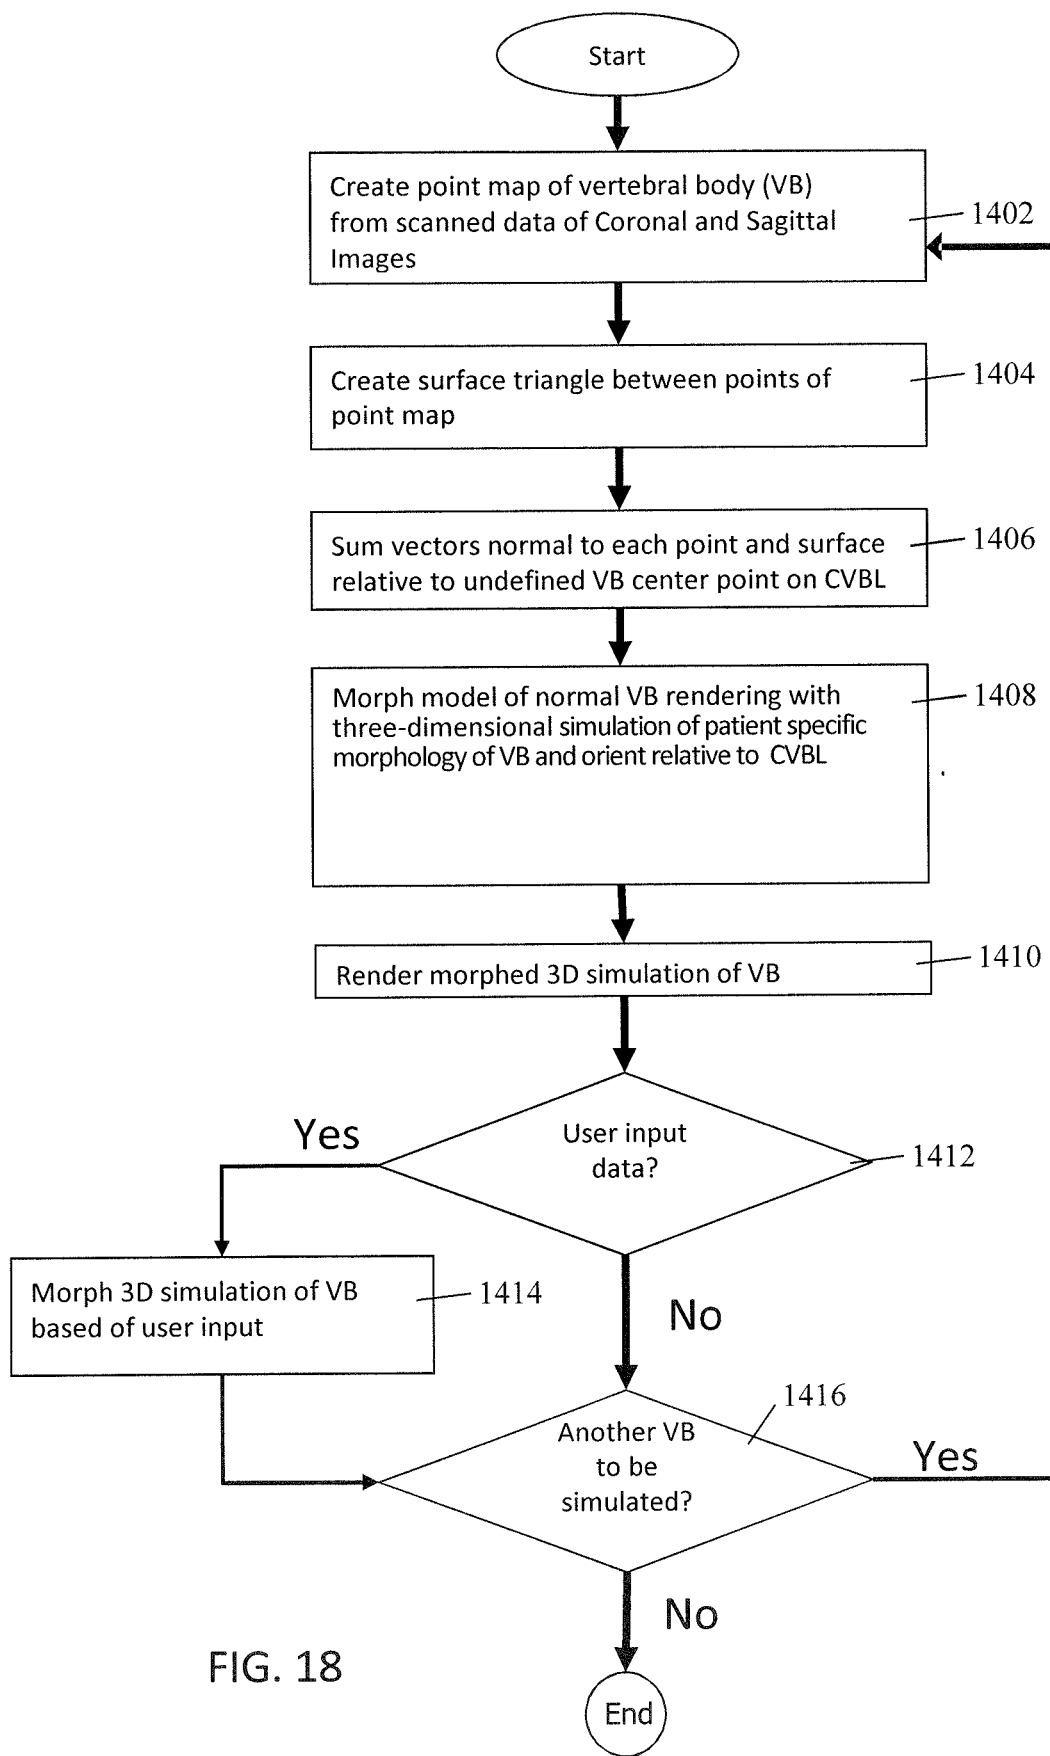 Start
Create point map of vertebral body (VB)
from scanned data of Coronal and Sagittal
Images
1402
Create surface triangle between points of
point map
1404
Sum vectors normal to each point and surface
relative to undefined VB center point on CVBL
1406
Morph model of normal VB rendering with
three-dimensional simulation of patient specific
morphology of VB and orient relative to CVBL
1408
Render morphed 3D simulation of VB
1410
User input
data?
1412
Yes
No
Morph 3D simulation of VB
based of user input
1414
Another VB
to be
simulated?
1416
Yes
No
End
FIG. 18